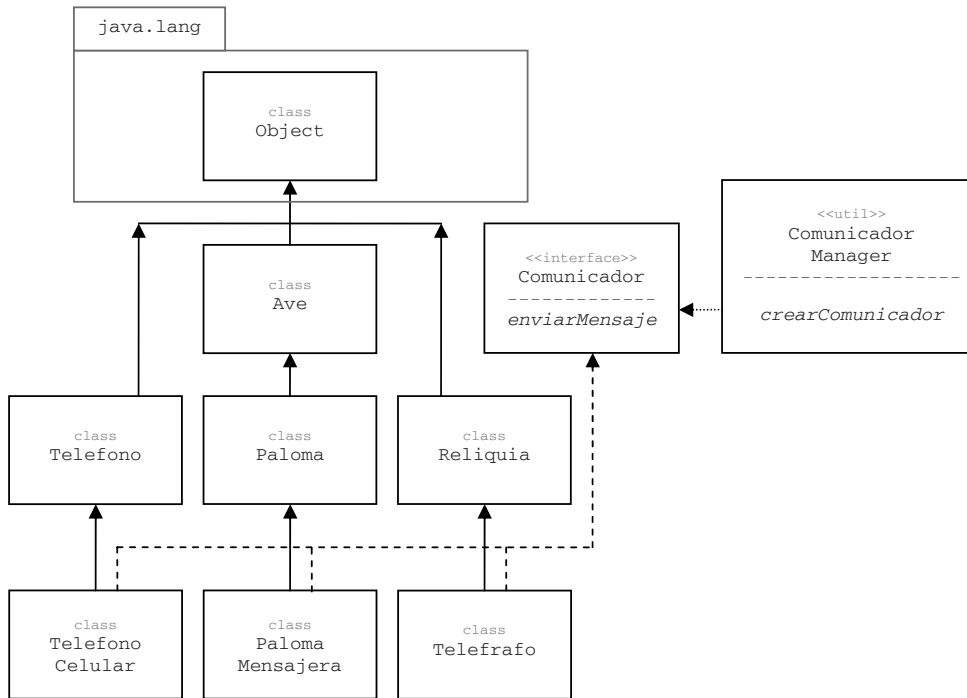 java.lang
class
Object
<<util>>
Comunicador
Manager
--------------------
crearComunicador
<<interface>>
Comunicador
-------------
enviarMensaje
class
Ave
class
Telefono
class
Paloma
class
Reliquia
class
Telefono
Celular
class
Paloma
Mensajera
class
Telefrafo